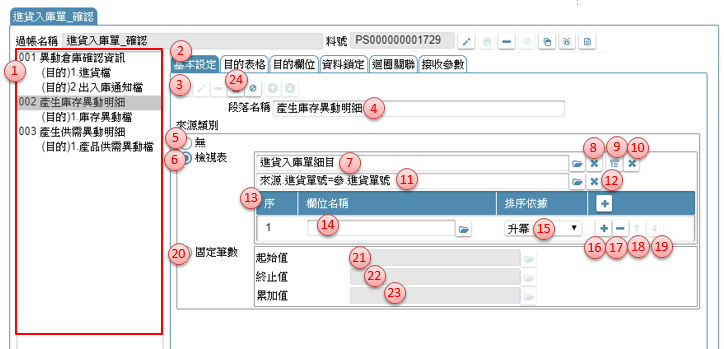 進貨入庫單_確認
過帳名稱 進貨入庫單_確認 料號 PS000000001729
001 異動倉庫確認資訊
(目的)1.進貨檔
(目的)2.出入庫通知檔
002 產生庫存異動明細
(目的)1.庫存異動檔
003 產生供需異動明細
(目的)1.產品供需異動檔
1
2
基本設定 目的表格 目的欄位 資料鎖定 迴圈關聯 接收參數
3 24
段落名稱 產生庫存異動明細 4
來源類別
5 無
6 檢視表
進貨入庫單細目 7 8 9 10
來源.進貨單號=參.進貨單號 11 12
13 序 欄位名稱 排序依據
1 14 升冪 15
16 17 18 19
20 固定筆數
起始值 21
終止值 22
累加值 23